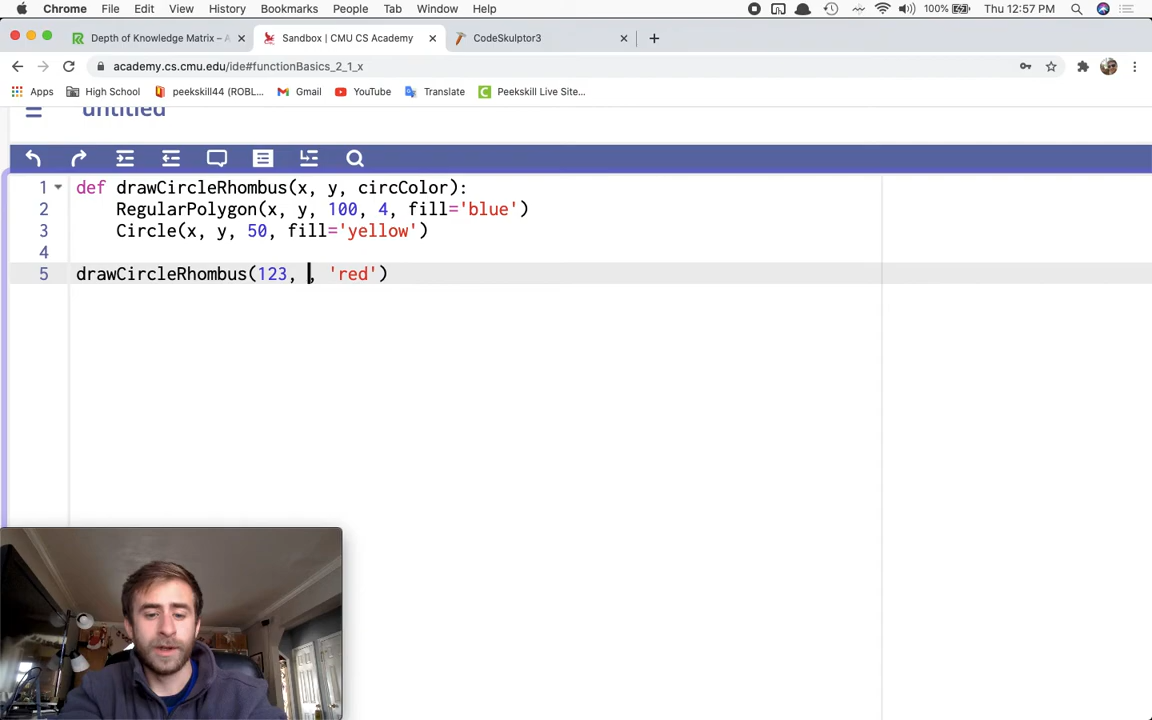 Chrome File Edit View History Bookmarks People Tab Window Help 100% Thu 12:57 PM
Depth of Knowledge Matrix – A Sandbox | CMU CS Academy CodeSkulptor3
academy.cs.cmu.edu/ide#functionBasics_2_1_x
Apps High School peekskill44 (ROBL... Gmail YouTube Translate Peekskill Live Site...
untitled
1 def drawCircleRhombus(x, y, circColor):
2 RegularPolygon(x, y, 100, 4, fill='blue')
3 Circle(x, y, 50, fill='yellow')
4
5 drawCircleRhombus(123, , 'red')